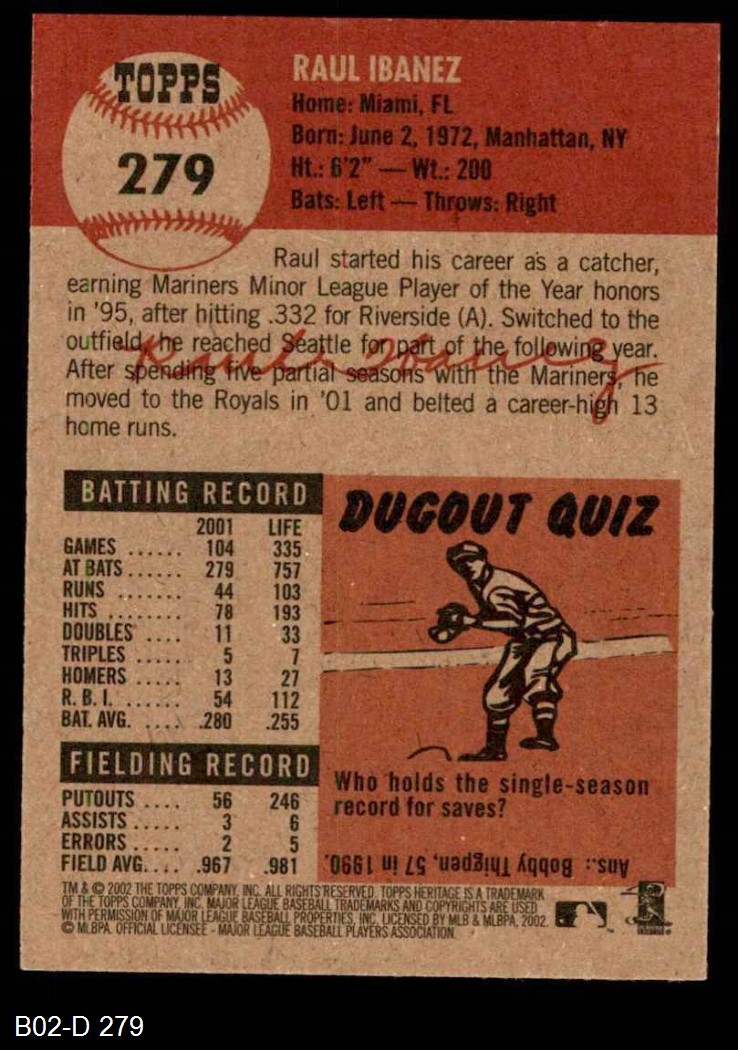 TOPPS
279
RAUL IBANEZ
Home: Miami, FL
Born: June 2, 1972, Manhattan, NY
Ht.: 6'2" — Wt.: 200
Bats: Left — Throws: Right
Raul started his career as a catcher,
earning Mariners Minor League Player of the Year honors
in '95, after hitting .332 for Riverside (A). Switched to the
outfield, he reached Seattle for part of the following year.
After spending five partial seasons with the Mariners, he
moved to the Royals in '01 and belted a career-high 13
home runs.
Raul Ibanez
BATTING RECORD
2001 LIFE
GAMES ...... 104 335
AT BATS ...... 279 757
RUNS ...... 44 103
HITS ........ 78 193
DOUBLES .... 11 33
TRIPLES ..... 5 7
HOMERS ..... 13 27
R.B.I. ...... 54 112
BAT. AVG. .... .280 .255
FIELDING RECORD
PUTOUTS .... 56 246
ASSISTS ..... 3 6
ERRORS ..... 2 5
FIELD AVG.... .967 .981
DUGOUT QUIZ
Who holds the single-season
record for saves?
Ans.: Bobby Thigpen, 57 in 1990.
TM & © 2002 THE TOPPS COMPANY, INC. ALL RIGHTS RESERVED. TOPPS HERITAGE IS A TRADEMARK
OF THE TOPPS COMPANY, INC. MAJOR LEAGUE BASEBALL TRADEMARKS AND COPYRIGHTS ARE USED
WITH PERMISSION OF MAJOR LEAGUE BASEBALL PROPERTIES, INC. LICENSED BY MLB & MLBPA, 2002.
© MLBPA. OFFICIAL LICENSEE - MAJOR LEAGUE BASEBALL PLAYERS ASSOCIATION.
B02-D 279